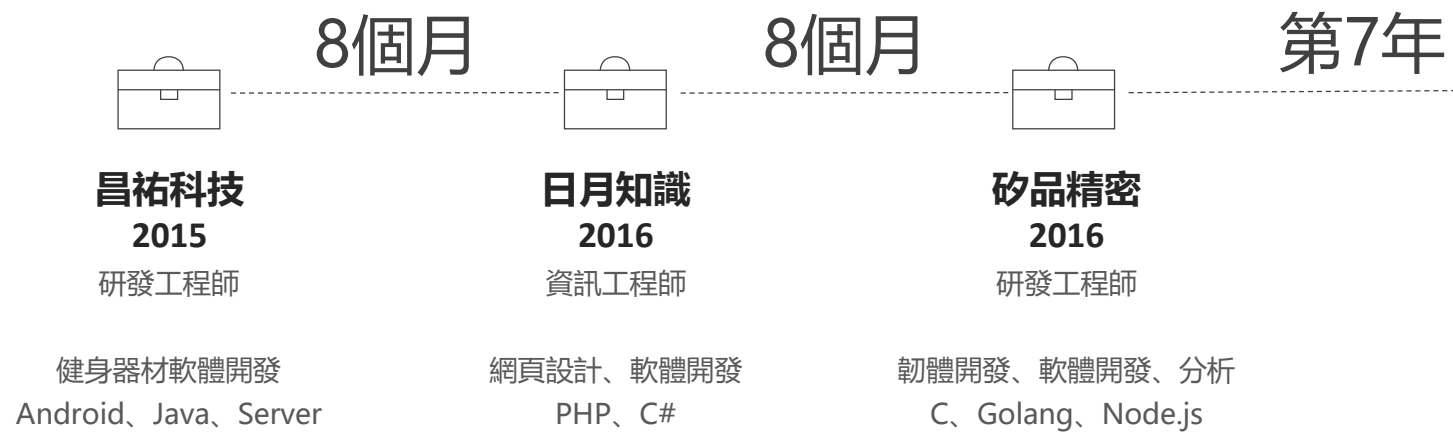 8個月
8個月
第7年
昌祐科技
2015
研發工程師
健身器材軟體開發
Android、Java、Server
日月知識
2016
資訊工程師
網頁設計、軟體開發
PHP、C#
矽品精密
2016
研發工程師
韌體開發、軟體開發、分析
C、Golang、Node.js